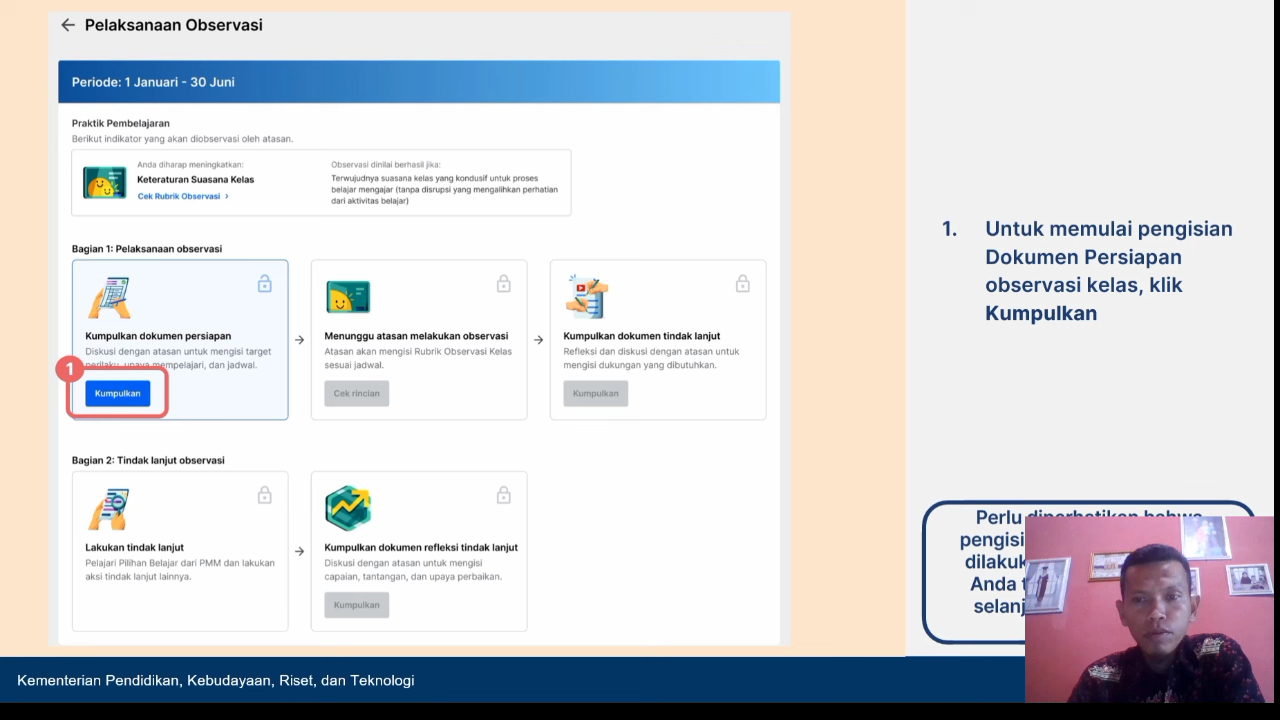 Pelaksanaan Observasi
Periode: 1 Januari - 30 Juni
Praktik Pembelajaran
Berikut indikator yang akan diobservasi oleh atasan.
Anda diharap meningkatkan:
Keteraturan Suasana Kelas
Cek Rubrik Observasi ›
Observasi dinilai berhasil jika:
Terwujudnya suasana kelas yang kondusif untuk proses
belajar mengajar (tanpa disrupsi yang mengalihkan perhatian
dari aktivitas belajar)
Bagian 1: Pelaksanaan observasi
Kumpulkan dokumen persiapan
Diskusi dengan atasan untuk mengisi target
perilaku, upaya mempelajari, dan jadwal.
1
Kumpulkan
Menunggu atasan melakukan observasi
Atasan akan mengisi Rubrik Observasi Kelas
sesuai jadwal.
Cek rincian
Kumpulkan dokumen tindak lanjut
Refleksi dan diskusi dengan atasan untuk
mengisi dukungan yang dibutuhkan.
Kumpulkan
Bagian 2: Tindak lanjut observasi
Lakukan tindak lanjut
Pelajari Pilihan Belajar dari PMM dan lakukan
aksi tindak lanjut lainnya.
Kumpulkan dokumen refleksi tindak lanjut
Diskusi dengan atasan untuk mengisi
capaian, tantangan, dan upaya perbaikan.
Kumpulkan
1. Untuk memulai pengisian
Dokumen Persiapan
observasi kelas, klik
Kumpulkan
Perlu diperhatikan bahwa
pengisi
dilakuk
Anda t
selanj
Kementerian Pendidikan, Kebudayaan, Riset, dan Teknologi